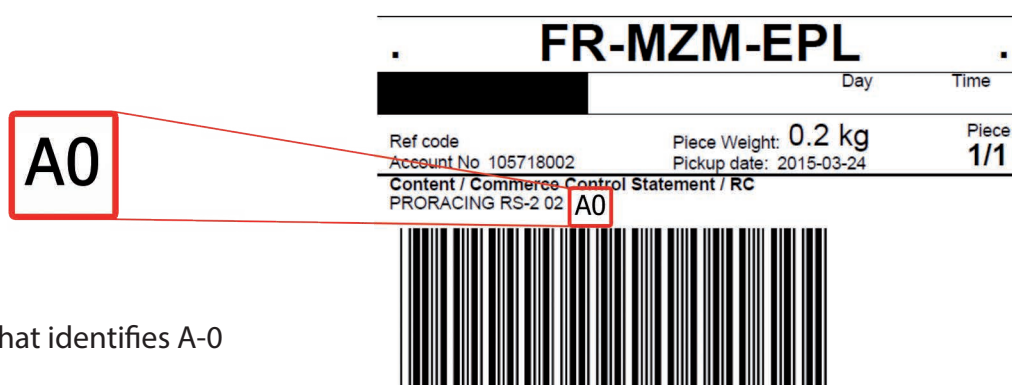 . FR-MZM-EPL .
Day Time
A0
Ref code Piece Weight: 0.2 kg Piece
Account No 105718002 Pickup date: 2015-03-24 1/1
Content / Commerce Control Statement / RC
PRORACING RS-2 02 A0
hat identifies A-0